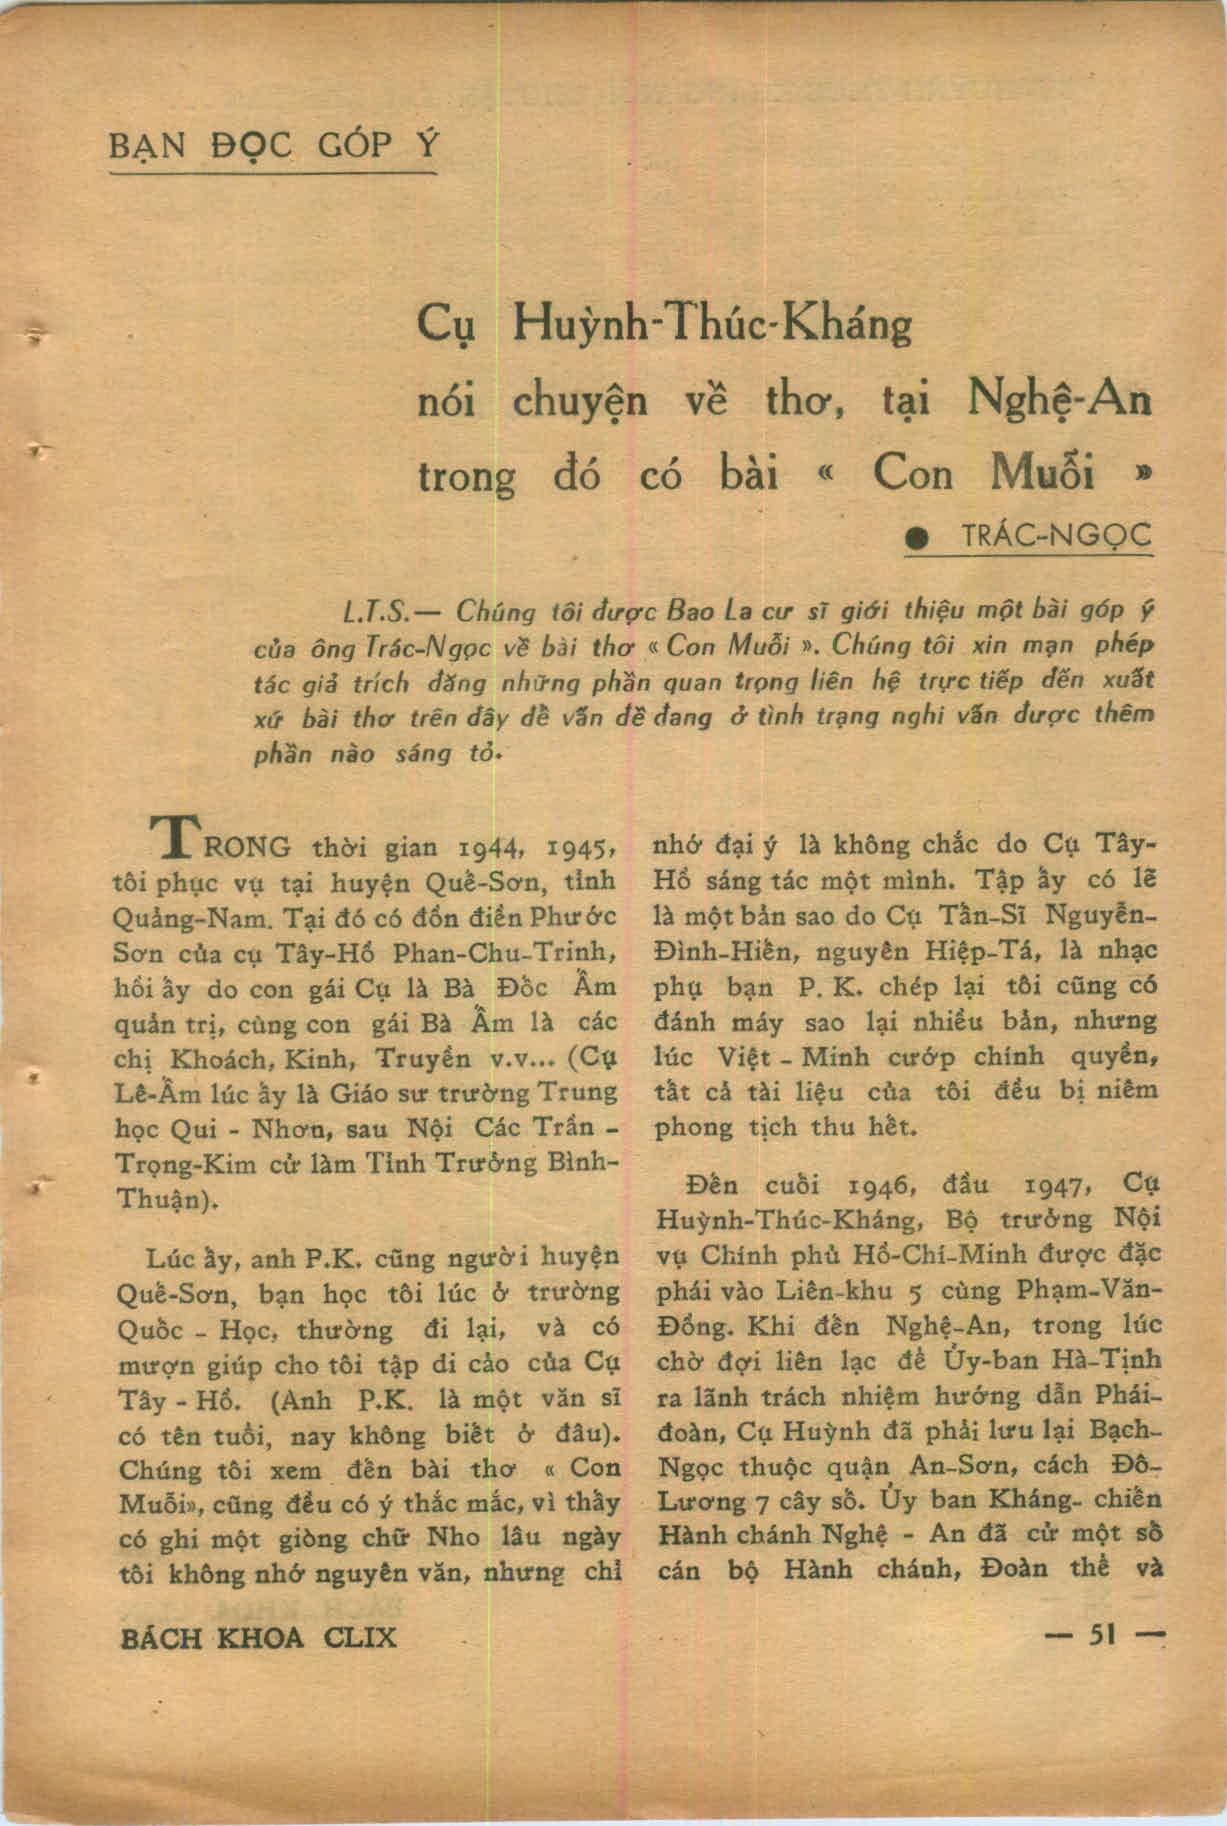 BẠN ĐỌC GÓP Ý
Cụ Huỳnh-Thúc-Kháng
nói chuyện về thơ, tại Nghệ-An
trong đó có bài « Con Muỗi »
● TRÁC-NGỌC
L.T.S.— Chúng tôi được Bao La cư sĩ giới thiệu một bài góp ý
của ông Trác-Ngọc về bài thơ « Con Muỗi ». Chúng tôi xin mạn phép
tác giả trích đăng những phần quan trọng liên hệ trực tiếp đến xuất
xứ bài thơ trên đây để vấn đề đang ở tình trạng nghi vấn được thêm
phần nào sáng tỏ.
TRONG thời gian 1944, 1945,
tôi phục vụ tại huyện Quế-Sơn, tỉnh
Quảng-Nam. Tại đó có đồn điền Phước
Sơn của cụ Tây-Hồ Phan-Chu-Trinh,
hồi ấy do con gái Cụ là Bà Đốc Ấm
quản trị, cùng con gái Bà Ấm là các
chị Khoách, Kinh, Truyền v.v... (Cụ
Lê-Ấm lúc ấy là Giáo sư trường Trung
học Qui - Nhơn, sau Nội Các Trần -
Trọng-Kim cử làm Tỉnh Trưởng Bình-
Thuận).
Lúc ấy, anh P.K. cũng người huyện
Quế-Sơn, bạn học tôi lúc ở trường
Quốc - Học, thường đi lại, và có
mượn giúp cho tôi tập di cảo của Cụ
Tây - Hồ. (Anh P.K. là một văn sĩ
có tên tuổi, nay không biết ở đâu).
Chúng tôi xem đến bài thơ « Con
Muỗi», cũng đều có ý thắc mắc, vì thấy
có ghi một giòng chữ Nho lâu ngày
tôi không nhớ nguyên văn, nhưng chỉ
nhớ đại ý là không chắc do Cụ Tây-
Hồ sáng tác một mình. Tập ấy có lẽ
là một bản sao do Cụ Tấn-Sĩ Nguyễn-
Đình-Hiến, nguyên Hiệp-Tá, là nhạc
phụ bạn P. K. chép lại tôi cũng có
đánh máy sao lại nhiều bản, nhưng
lúc Việt - Minh cướp chính quyền,
tất cả tài liệu của tôi đều bị niêm
phong tịch thu hết.
Đến cuối 1946, đầu 1947, Cụ
Huỳnh-Thúc-Kháng, Bộ trưởng Nội
vụ Chính phủ Hồ-Chí-Minh được đặc
phái vào Liên-khu 5 cùng Phạm-Văn-
Đồng. Khi đến Nghệ-An, trong lúc
chờ đợi liên lạc để Ủy-ban Hà-Tịnh
ra lãnh trách nhiệm hướng dẫn Phái-
đoàn, Cụ Huỳnh đã phải lưu lại Bạch-
Ngọc thuộc quận An-Sơn, cách Đô-
Lương 7 cây số. Ủy ban Kháng- chiến
Hành chánh Nghệ - An đã cử một số
cán bộ Hành chánh, Đoàn thể và
BÁCH KHOA CLIX
— 51 —